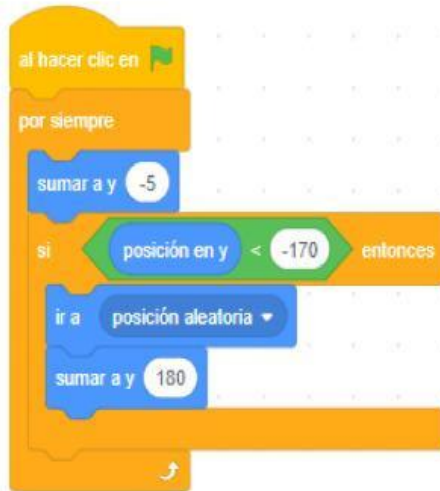 al hacer clic en
por siempre
sumar a y -5
si posición en y < -170 entonces
ir a posición aleatoria
sumar a y 180